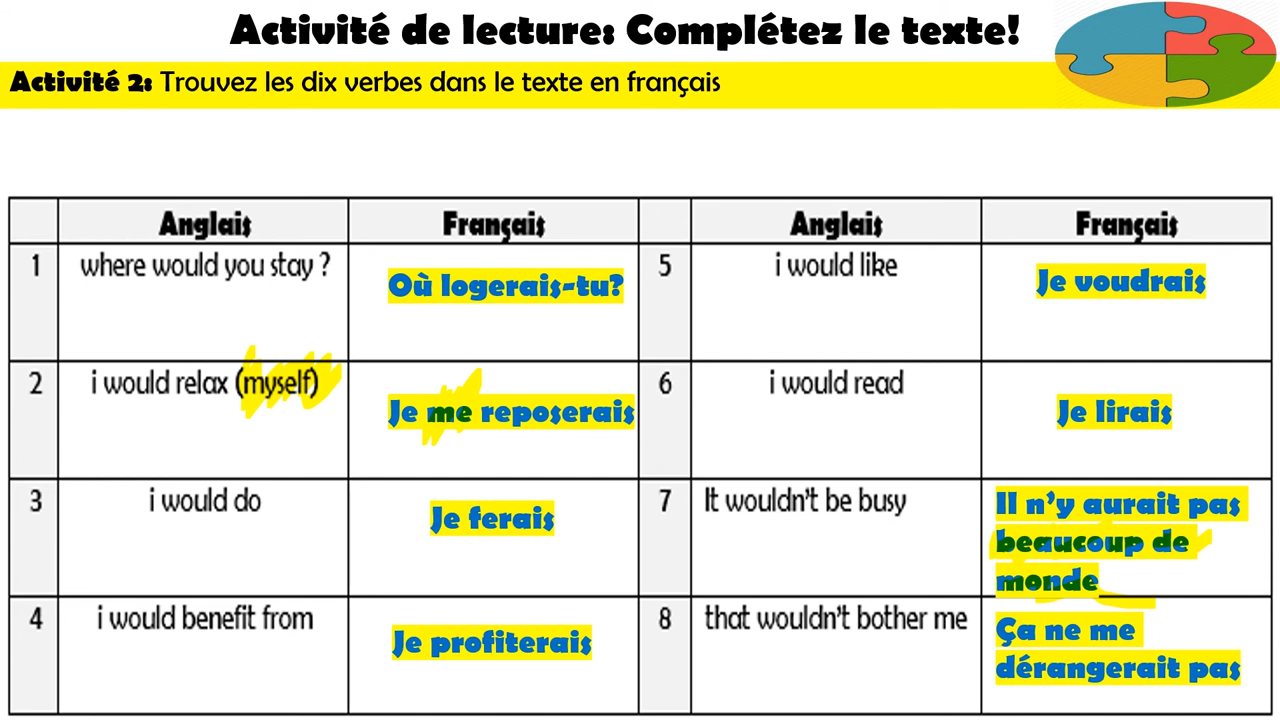 Activité de lecture: Complétez le texte!
Activité 2: Trouvez les dix verbes dans le texte en français
Anglais Français Anglais Français
1 where would you stay ? Où logerais-tu? 5 i would like Je voudrais
2 i would relax (myself) Je me reposerais 6 i would read Je lirais
3 i would do Je ferais 7 It wouldn't be busy Il n'y aurait pas
beaucoup de
monde
4 i would benefit from Je profiterais 8 that wouldn't bother me Ça ne me
dérangerait pas